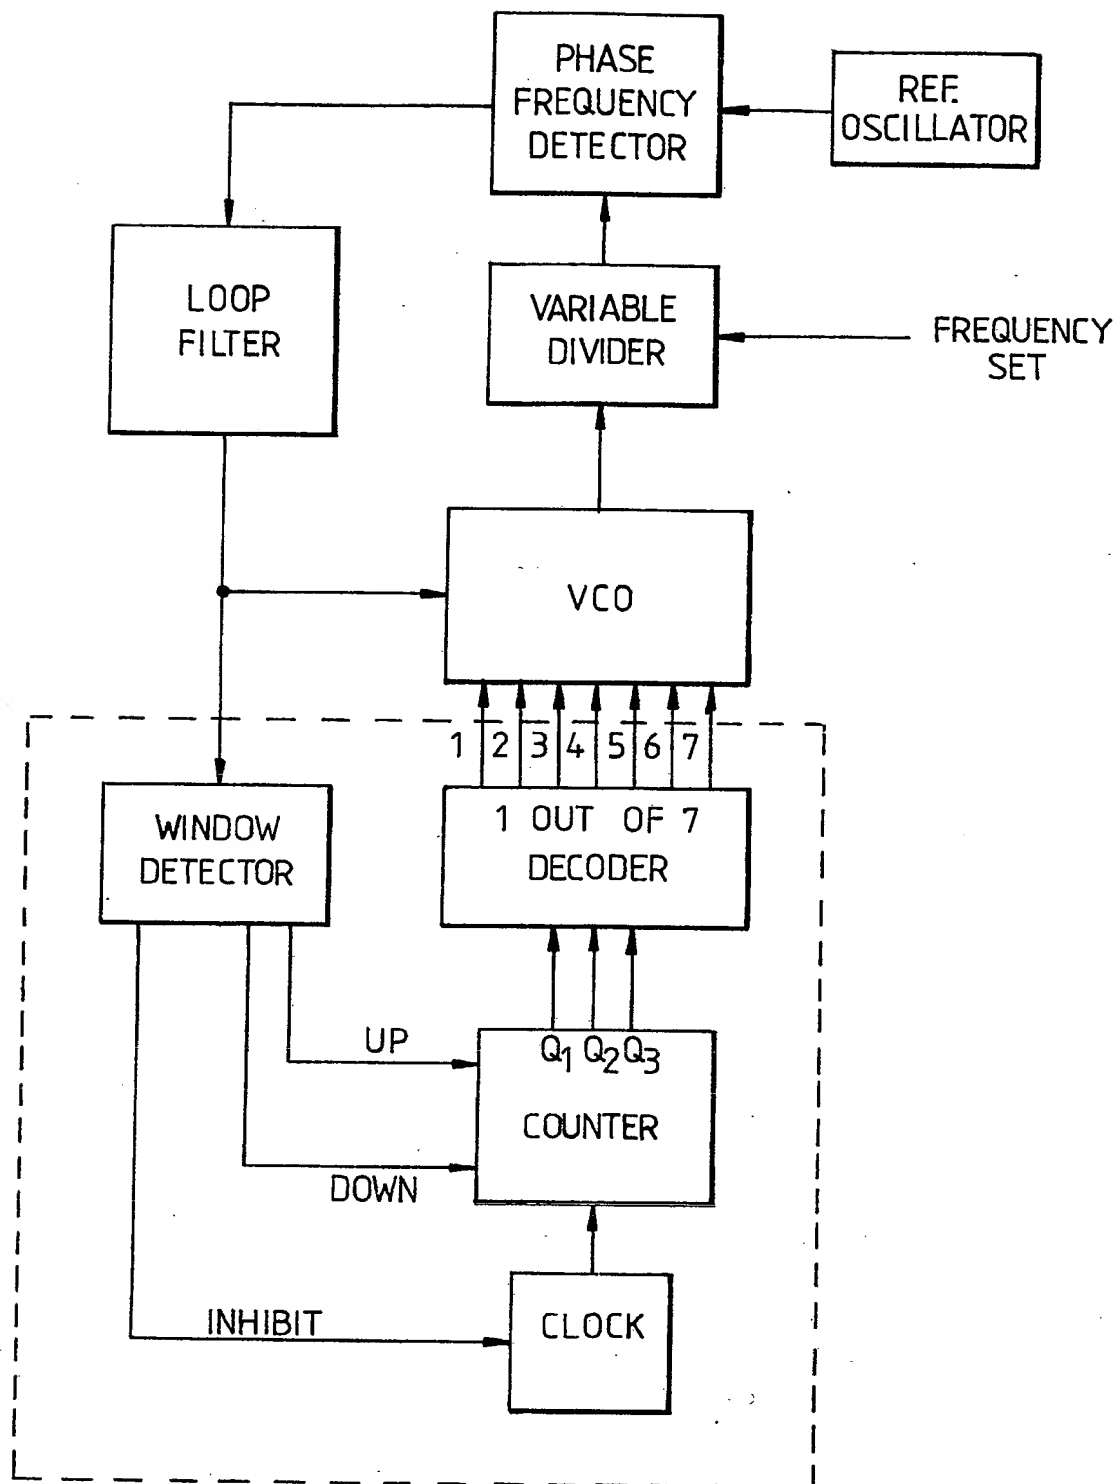 PHASE
FREQUENCY
DETECTOR
REF.
OSCILLATOR
LOOP
FILTER
VARIABLE
DIVIDER
FREQUENCY
SET
VCO
1 2 3 4 5 6 7
WINDOW
DETECTOR
1 OUT OF 7
DECODER
UP
Q1 Q2 Q3
COUNTER
DOWN
INHIBIT
CLOCK